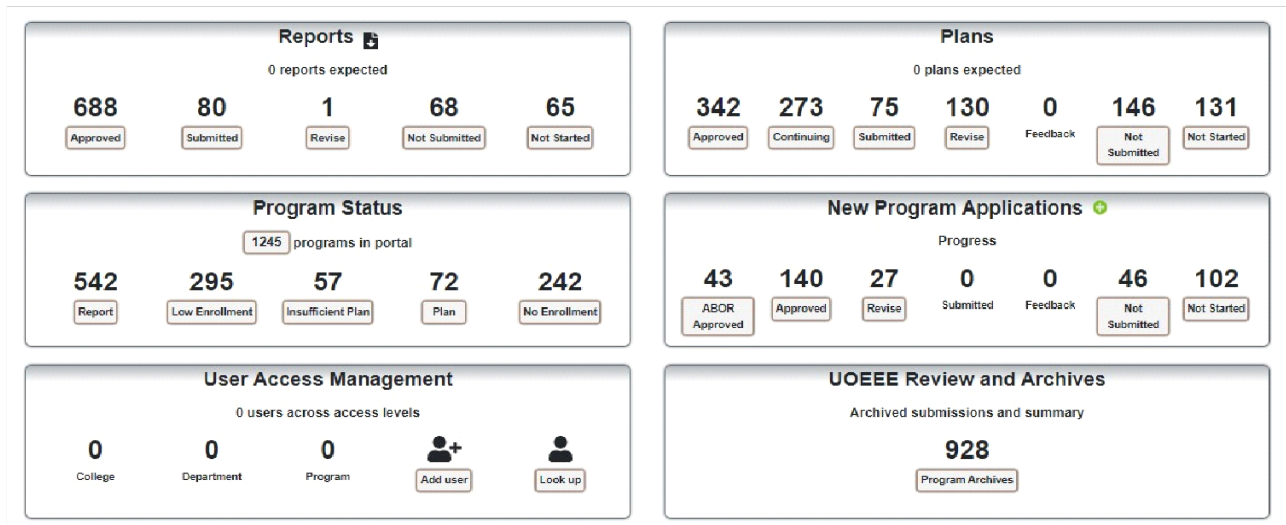 Reports
0 reports expected
688 80 1 68 65
Approved Submitted Revise Not Submitted Not Started
Plans
0 plans expected
342 273 75 130 0 146 131
Approved Continuing Submitted Revise Feedback Not Submitted Not Started
Program Status
1245 programs in portal
542 295 57 72 242
Report Low Enrollment Insufficient Plan Plan No Enrollment
New Program Applications
Progress
43 140 27 0 0 46 102
ABOR Approved Approved Revise Submitted Feedback Not Submitted Not Started
User Access Management
0 users across access levels
0 0 0
College Department Program Add user Look up
UOEEE Review and Archives
Archived submissions and summary
928
Program Archives